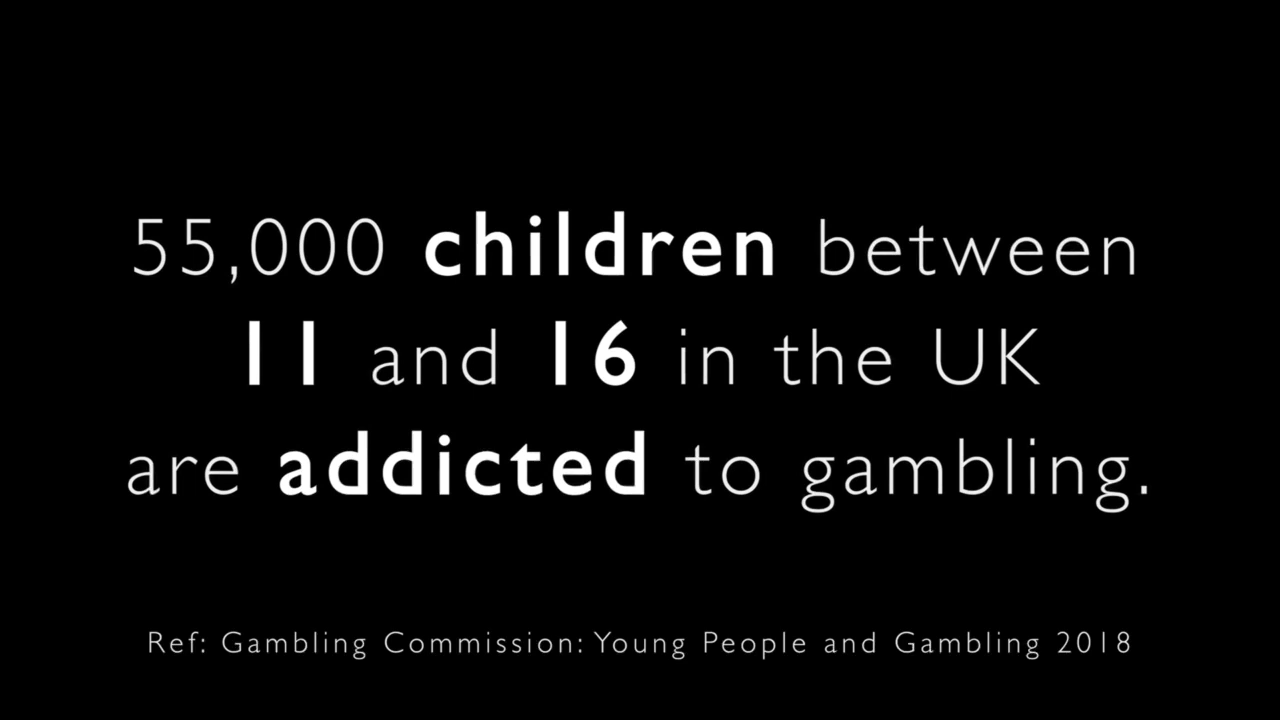 55,000 children between
11 and 16 in the UK
are addicted to gambling.
Ref: Gambling Commission: Young People and Gambling 2018